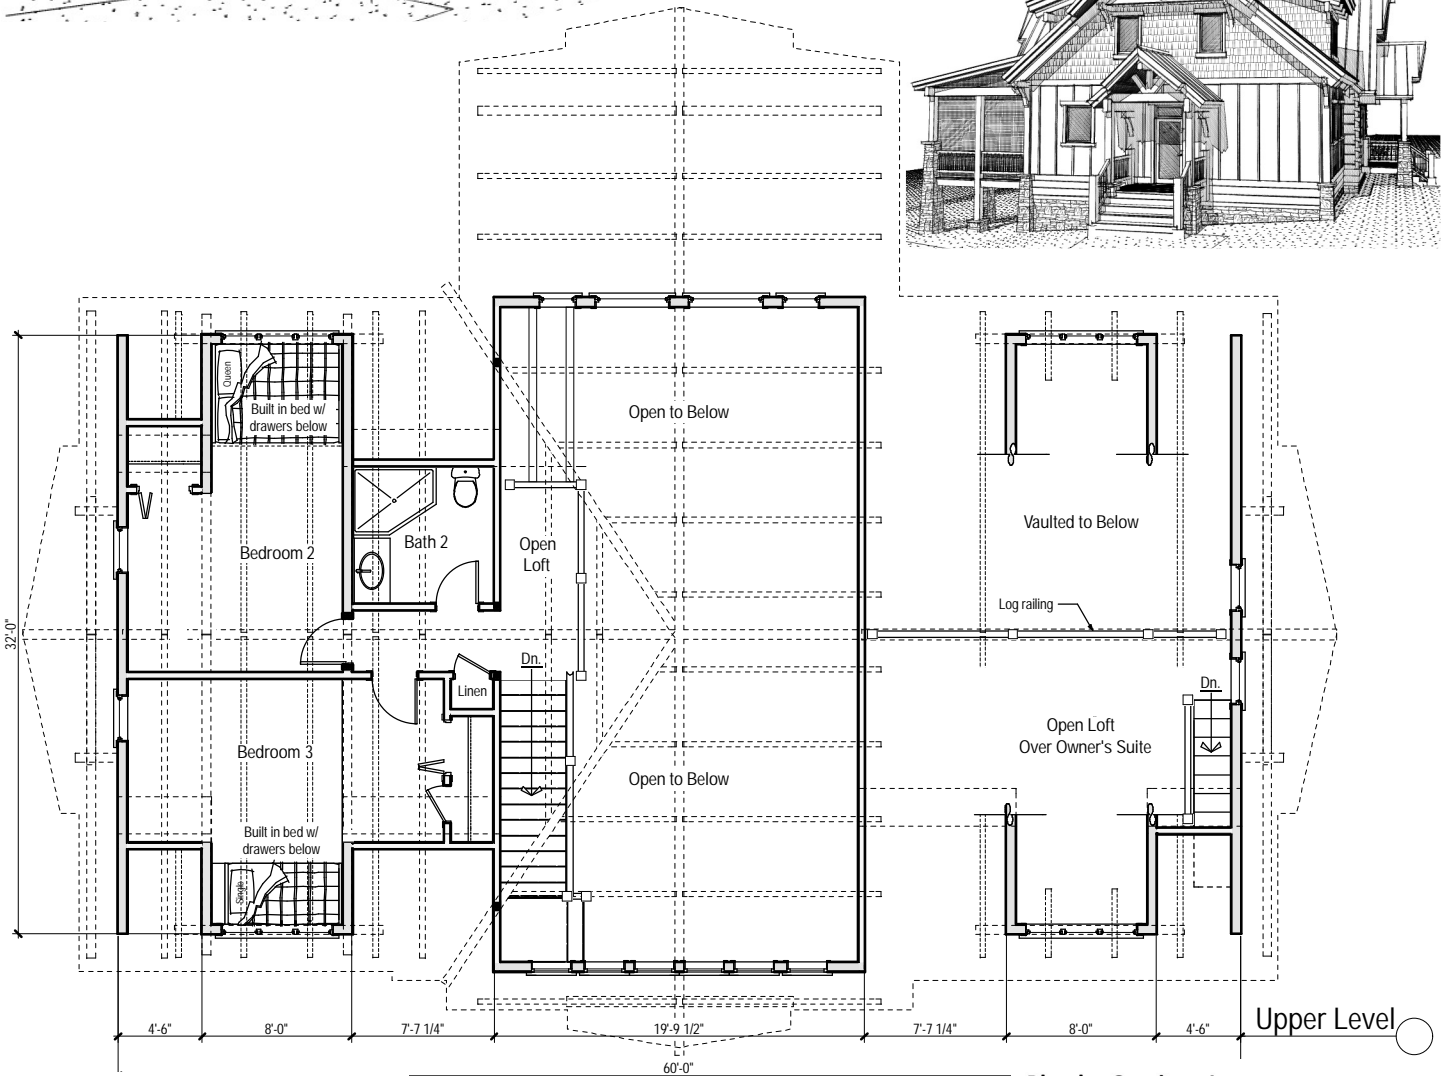 Queen
Built in bed w/
drawers below
Open to Below
Bedroom 2
Bath 2
Open
Loft
Vaulted to Below
Log railing
32'-0"
Dn.
Linen
Dn.
Bedroom 3
Open to Below
Open Loft
Over Owner's Suite
Built in bed w/
drawers below
Single
4'-6"
8'-0"
7'-7 1/4"
19'-9 1/2"
7'-7 1/4"
8'-0"
4'-6"
Upper Level
60'-0"